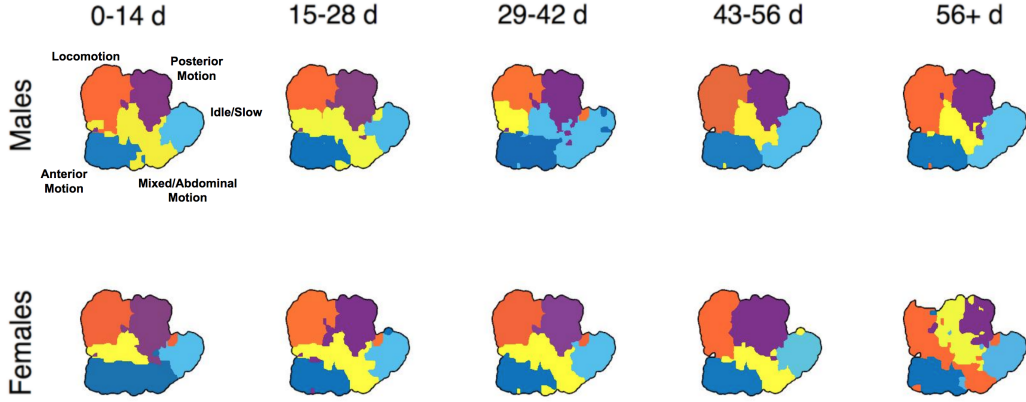 0-14 d
15-28 d
29-42 d
43-56 d
56+ d
Males
Locomotion
Posterior
Motion
Idle/Slow
Anterior
Motion
Mixed/Abdominal
Motion
Females